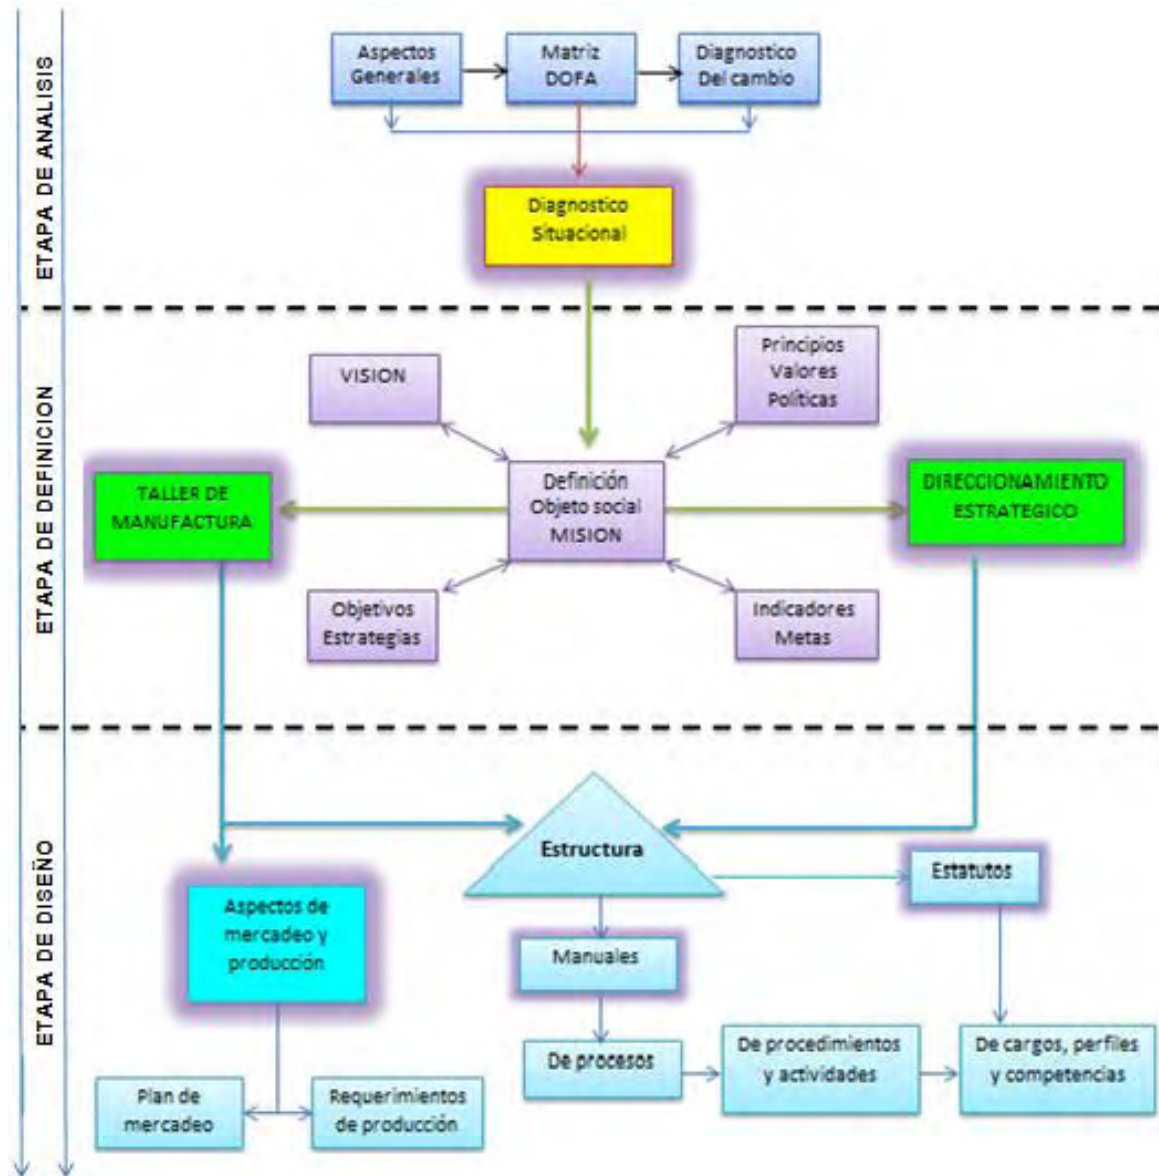 ETAPA DE ANALISIS
Aspectos
Generales
Matriz
DOFA
Diagnostico
Del cambio
Diagnostico
Situacional
ETAPA DE DEFINICION
VISION
Principios
Valores
Políticas
TALLER DE
MANUFACTURA
Definición
Objeto social
MISION
DIRECCIONAMIENTO
ESTRATEGICO
Objetivos
Estrategias
Indicadores
Metas
ETAPA DE DISEÑO
Estructura
Estatutos
Aspectos de
mercadeo y
producción
Manuales
De procesos
De procedimientos
y actividades
De cargos, perfiles
y competencias
Plan de
mercadeo
Requerimientos
de producción